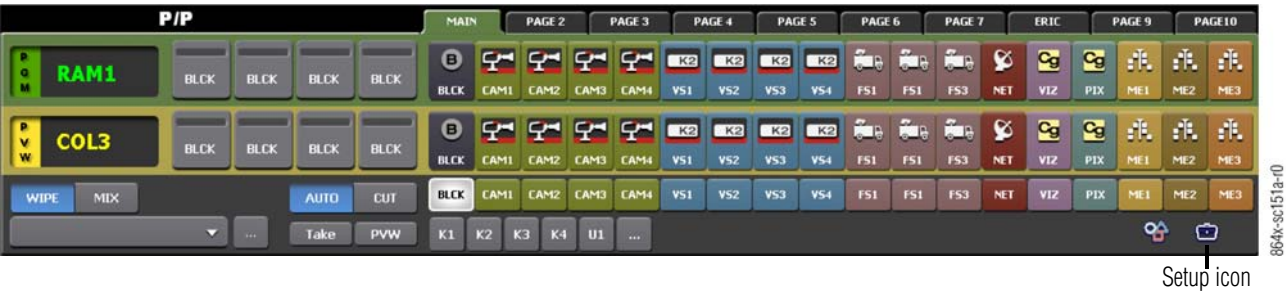 P/P MAIN PAGE 2 PAGE 3 PAGE 4 PAGE 5 PAGE 6 PAGE 7 ERIC PAGE 9 PAGE10
B K2 K2 K2 K2 Cg Cg
PGM RAM1 BLCK BLCK BLCK BLCK BLCK CAM1 CAM2 CAM3 CAM4 VS1 VS2 VS3 VS4 FS1 FS1 FS3 NET VIZ PIX ME1 ME2 ME3
B K2 K2 K2 K2 Cg Cg
PVW COL3 BLCK BLCK BLCK BLCK BLCK CAM1 CAM2 CAM3 CAM4 VS1 VS2 VS3 VS4 FS1 FS1 FS3 NET VIZ PIX ME1 ME2 ME3
WIPE MIX AUTO CUT BLCK CAM1 CAM2 CAM3 CAM4 VS1 VS2 VS3 VS4 FS1 FS1 FS3 NET VIZ PIX ME1 ME2 ME3
... Take PVW K1 K2 K3 K4 U1 ...
Setup icon
864x-sc151a-r0